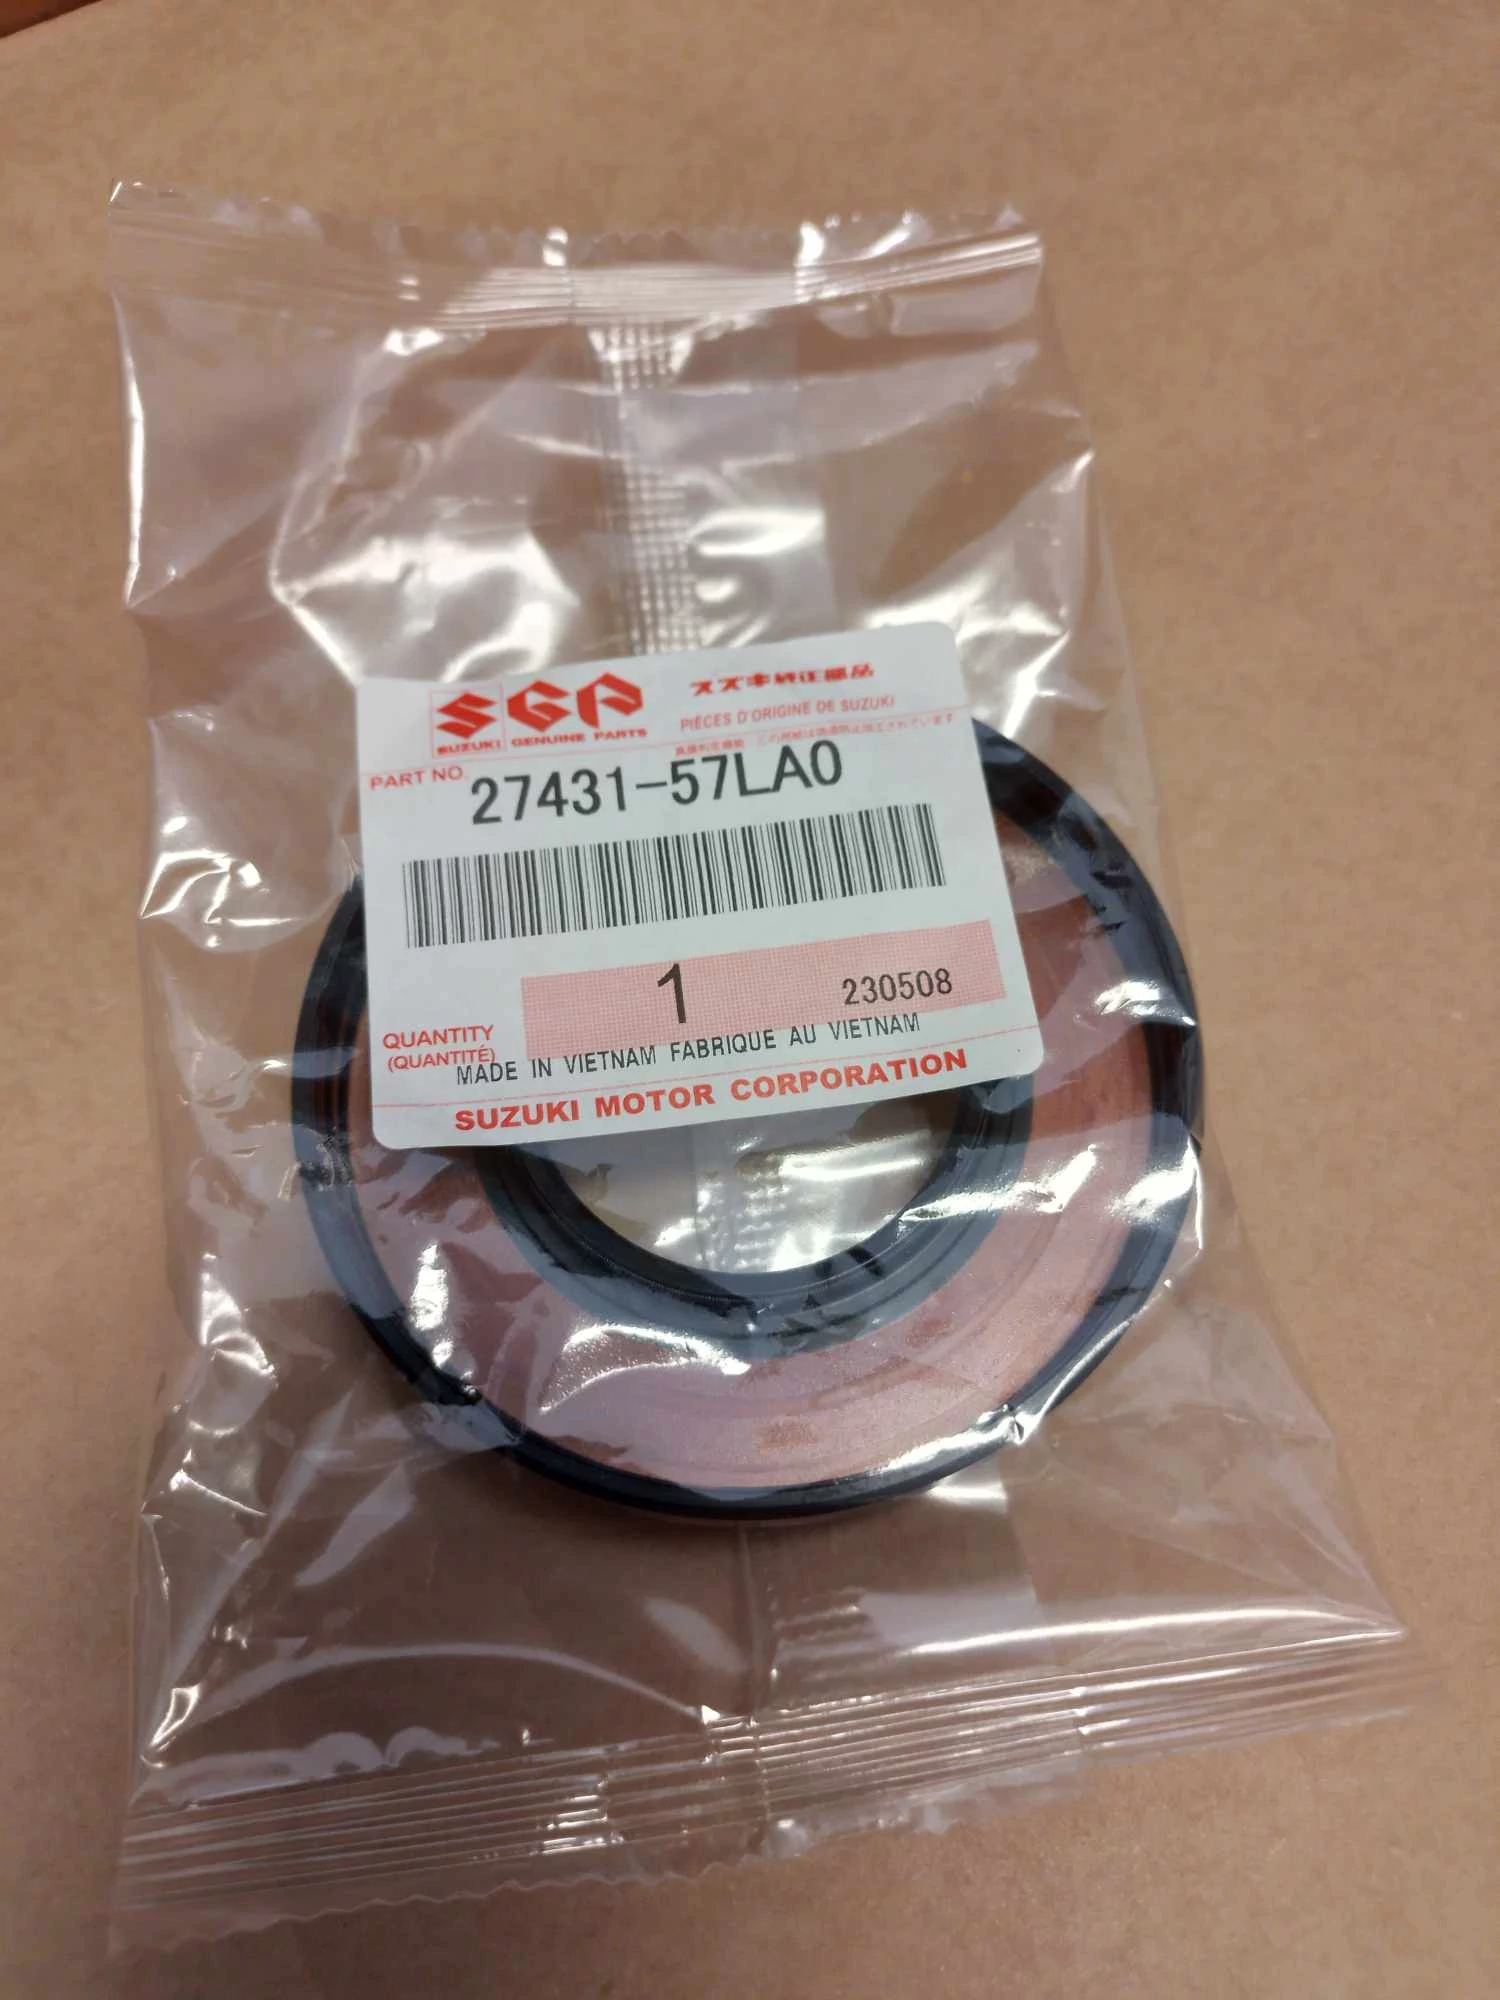 SGP
SUZUKI GENUINE PARTS
スズキ純正部品
PIÈCES D'ORIGINE DE SUZUKI
PART NO. 27431-57LA0
QUANTITY
(QUANTITÉ)
1
230508
MADE IN VIETNAM FABRIQUE AU VIETNAM
SUZUKI MOTOR CORPORATION